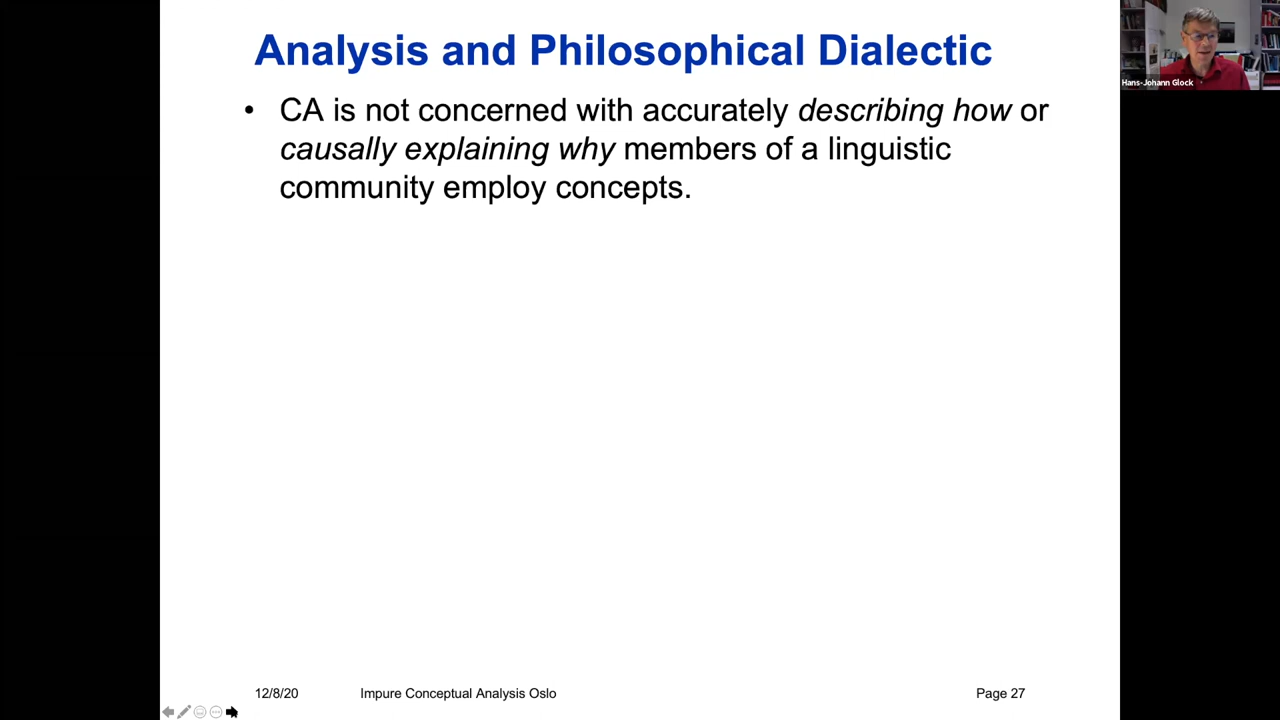 Analysis and Philosophical Dialectic
• CA is not concerned with accurately describing how or
causally explaining why members of a linguistic
community employ concepts.
Hans-Johann Glock
12/8/20 Impure Conceptual Analysis Oslo Page 27